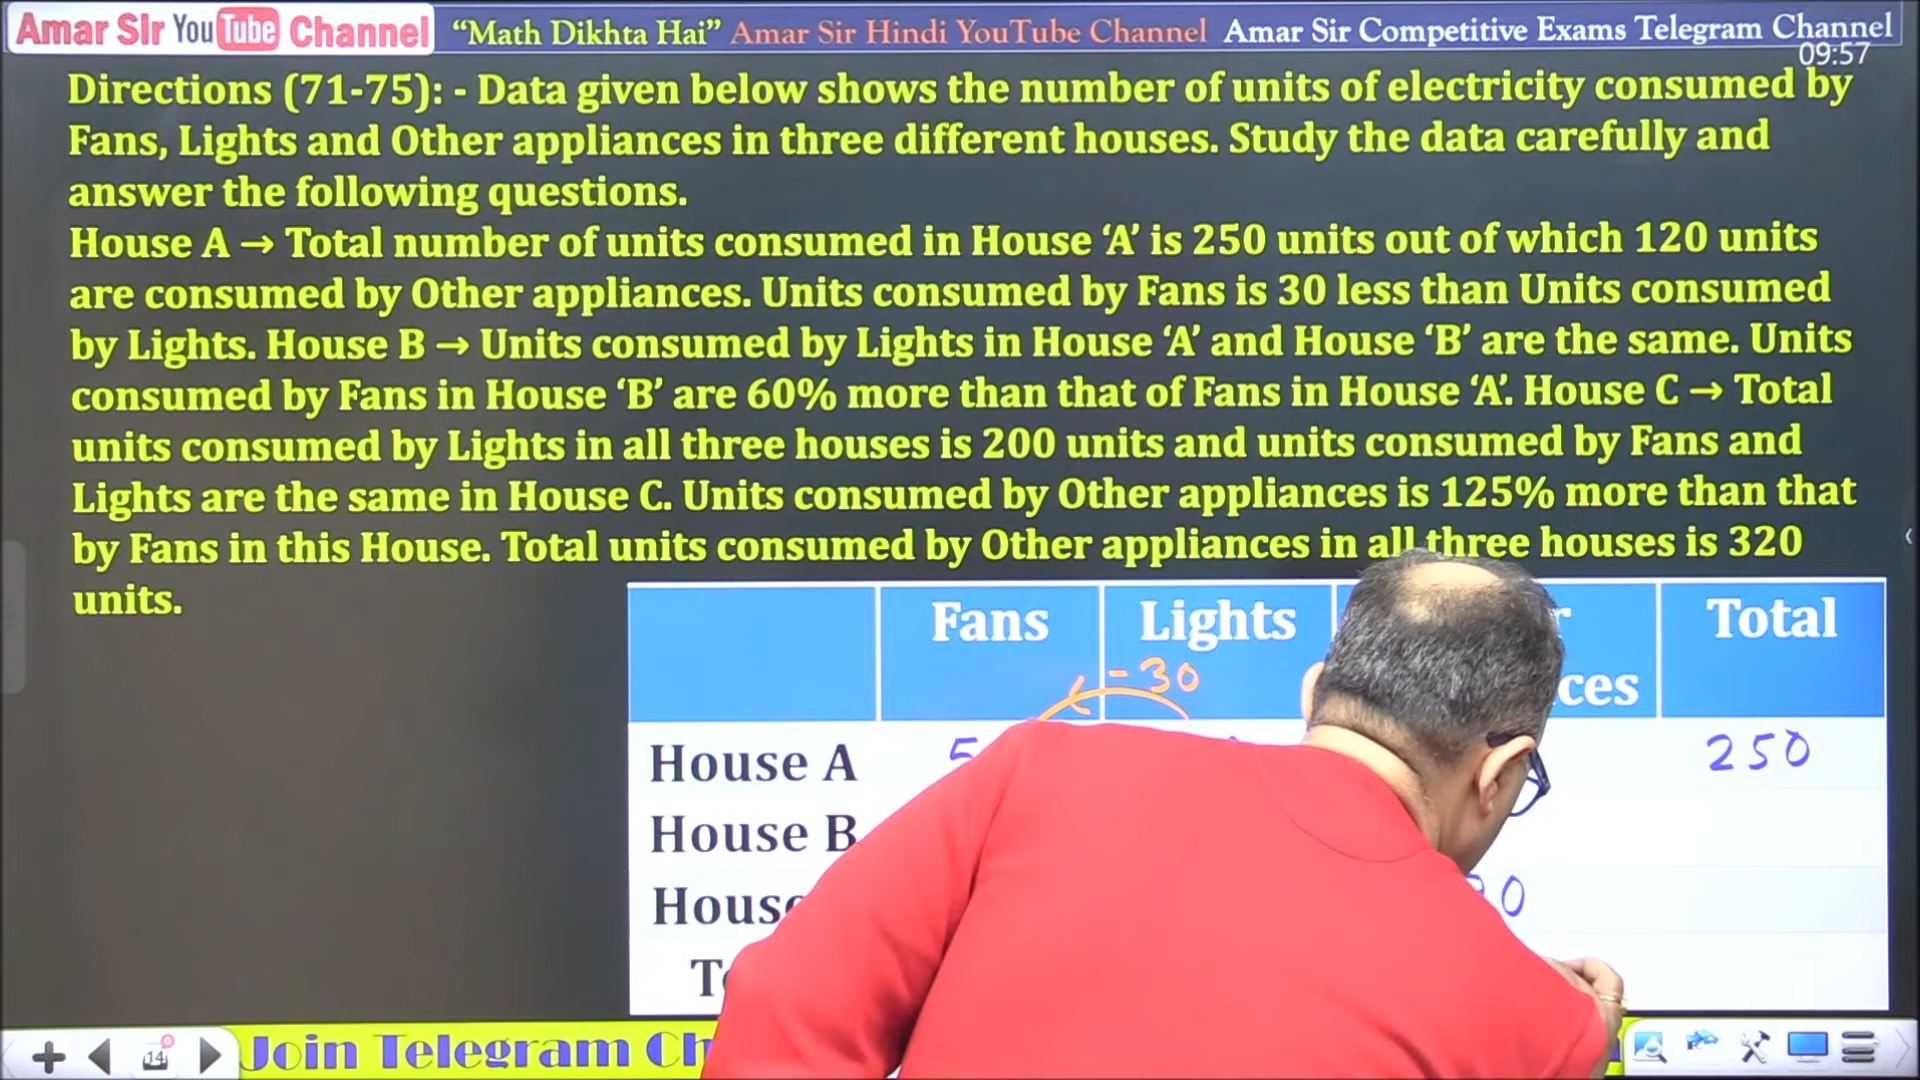 Amar Sir YouTube Channel "Math Dikhta Hai" Amar Sir Hindi YouTube Channel Amar Sir Competitive Exams Telegram Channel
09:57
Directions (71-75): - Data given below shows the number of units of electricity consumed by
Fans, Lights and Other appliances in three different houses. Study the data carefully and
answer the following questions.
House A → Total number of units consumed in House ‘A’ is 250 units out of which 120 units
are consumed by Other appliances. Units consumed by Fans is 30 less than Units consumed
by Lights. House B → Units consumed by Lights in House ‘A’ and House ‘B’ are the same. Units
consumed by Fans in House ‘B’ are 60% more than that of Fans in House ‘A’. House C → Total
units consumed by Lights in all three houses is 200 units and units consumed by Fans and
Lights are the same in House C. Units consumed by Other appliances is 125% more than that
by Fans in this House. Total units consumed by Other appliances in all three houses is 320
units.
Fans Lights Total
-30
House A 5 250
House B
14
Join Telegram